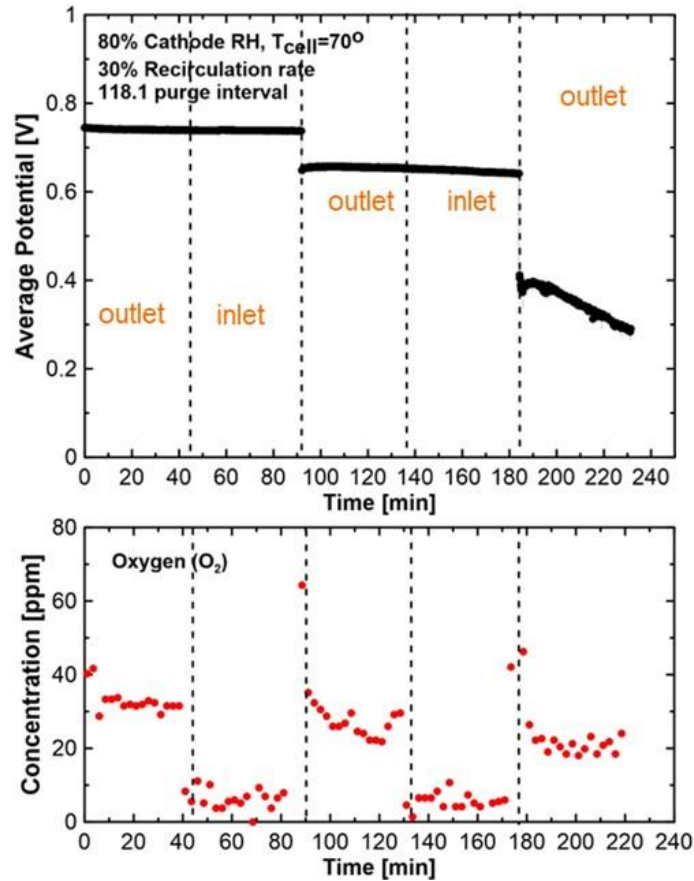 80% Cathode RH, Tcell=70º
30% Recirculation rate
118.1 purge interval
outlet
outlet
inlet
outlet
inlet
Average Potential [V]
1
0.8
0.6
0.4
0.2
0
0 20 40 60 80 100 120 140 160 180 200 220 240
Time [min]
Oxygen (O2)
Concentration [ppm]
80
60
40
20
0
0 20 40 60 80 100 120 140 160 180 200 220 240
Time [min]